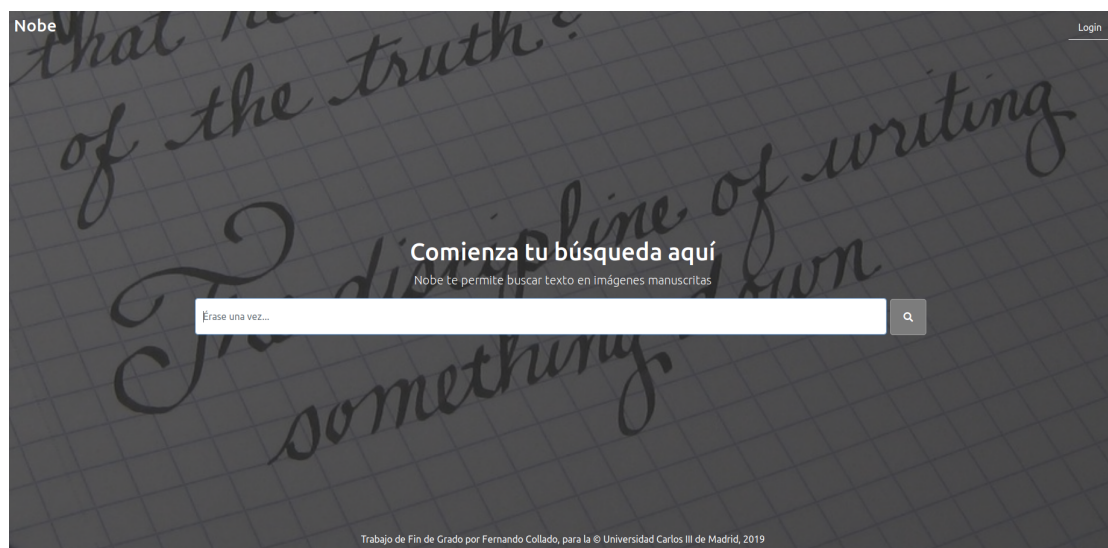 Nobe
Login
that
of the truth?
The discipline of writing
something down
Comienza tu búsqueda aquí
Nobe te permite buscar texto en imágenes manuscritas
Érase una vez...
Trabajo de Fin de Grado por Fernando Collado, para la © Universidad Carlos III de Madrid, 2019